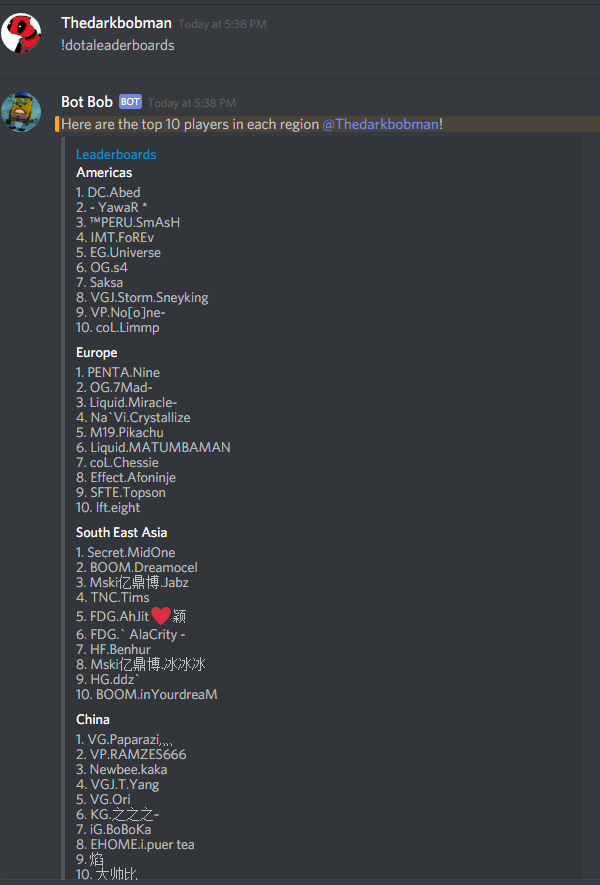 Thedarkbobman Today at 5:38 PM
!dotaleaderboards
Bot Bob BOT Today at 5:38 PM
Here are the top 10 players in each region @Thedarkbobman!
Leaderboards
Americas
1. DC.Abed
2. - YawaR *
3. ™PERU.SmAsH
4. IMT.FoREv
5. EG.Universe
6. OG.s4
7. Saksa
8. VGJ.Storm.Sneyking
9. VP.No[o]ne-
10. coL.Limmp
Europe
1. PENTA.Nine
2. OG.7Mad-
3. Liquid.Miracle-
4. Na`Vi.Crystallize
5. M19.Pikachu
6. Liquid.MATUMBAMAN
7. coL.Chessie
8. Effect.Afoninje
9. SFTE.Topson
10. lft.eight
South East Asia
1. Secret.MidOne
2. BOOM.Dreamocel
3. Mski亿鼎博.Jabz
4. TNC.Tims
5. FDG.AhJit❤️颖
6. FDG.` AlaCrity -
7. HF.Benhur
8. Mski亿鼎博.冰冰冰
9. HG.ddz`
10. BOOM.inYourdreaM
China
1. VG.Paparazi灬
2. VP.RAMZES666
3. Newbee.kaka
4. VGJ.T.Yang
5. VG.Ori
6. KG.之之之~
7. iG.BoBoKa
8. EHOME.i.puer tea
9. 焰
10. 大帅比